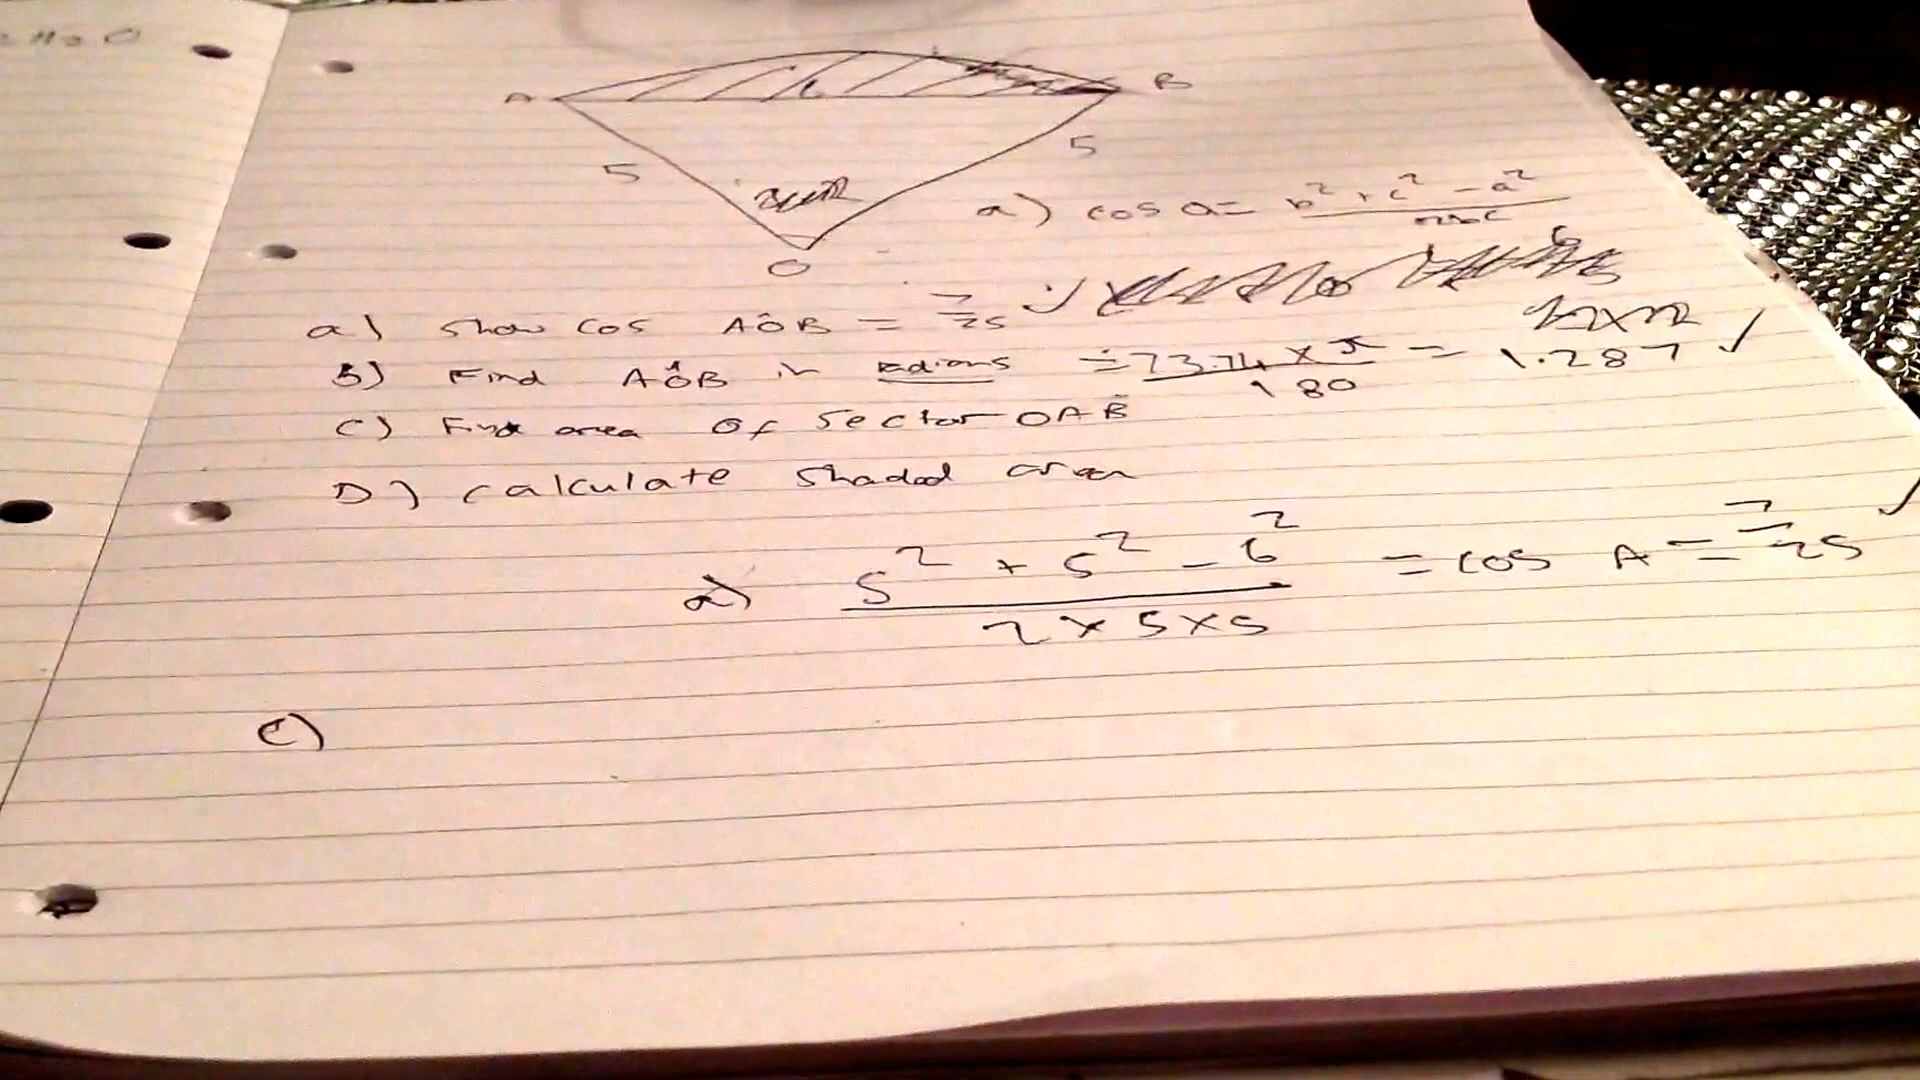 2H2O
A B
5 5
O
a) cos a = b² + c² - a²
2bc
a) show cos AÔB = 7/25
B) Find AÔB in radians = 73.74 × π = 1.287 ✓
180
C) Find area of sector OAB
D) calculate shaded area
a) 5² + 5² - 6² = cos A = 7/25 ✓
2 × 5 × 5
C)